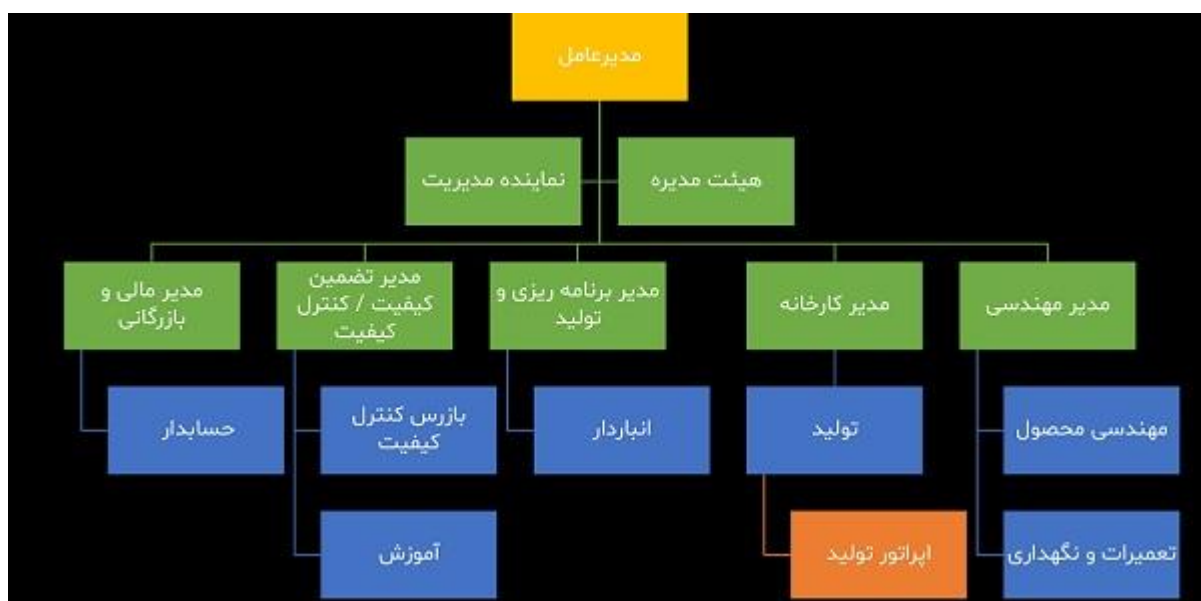 مدیرعامل
هیئت مدیره
نماینده مدیریت
مدیر مهندسی
مدیر کارخانه
مدیر برنامه ریزی و
تولید
مدیر تضمین
کیفیت / کنترل
کیفیت
مدیر مالی و
بازرگانی
مهندسی محصول
تولید
انباردار
بازرس کنترل
کیفیت
حسابدار
تعمیرات و نگهداری
اپراتور تولید
آموزش